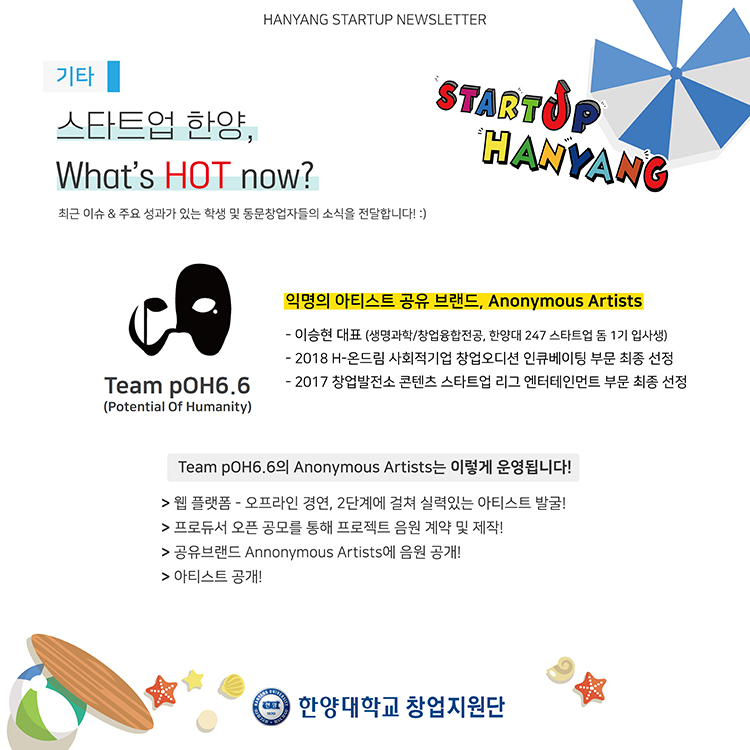 HANYANG STARTUP NEWSLETTER
기타
STARTUP
HANYANG
스타트업 한양,
What's HOT now?
최근 이슈 & 주요 성과가 있는 학생 및 동문창업자들의 소식을 전달합니다! :)
익명의 아티스트 공유 브랜드, Anonymous Artists
- 이승현 대표 (생명과학/창업융합전공, 한양대 247 스타트업 돔 1기 입사생)
- 2018 H-온드림 사회적기업 창업오디션 인큐베이팅 부문 최종 선정
- 2017 창업발전소 콘텐츠 스타트업 리그 엔터테인먼트 부문 최종 선정
Team pOH6.6
(Potential Of Humanity)
Team pOH6.6의 Anonymous Artists는 이렇게 운영됩니다!
> 웹 플랫폼 - 오프라인 경연, 2단계에 걸쳐 실력있는 아티스트 발굴!
> 프로듀서 오픈 공모를 통해 프로젝트 음원 계약 및 제작!
> 공유브랜드 Annonymous Artists에 음원 공개!
> 아티스트 공개!
한양대학교 창업지원단